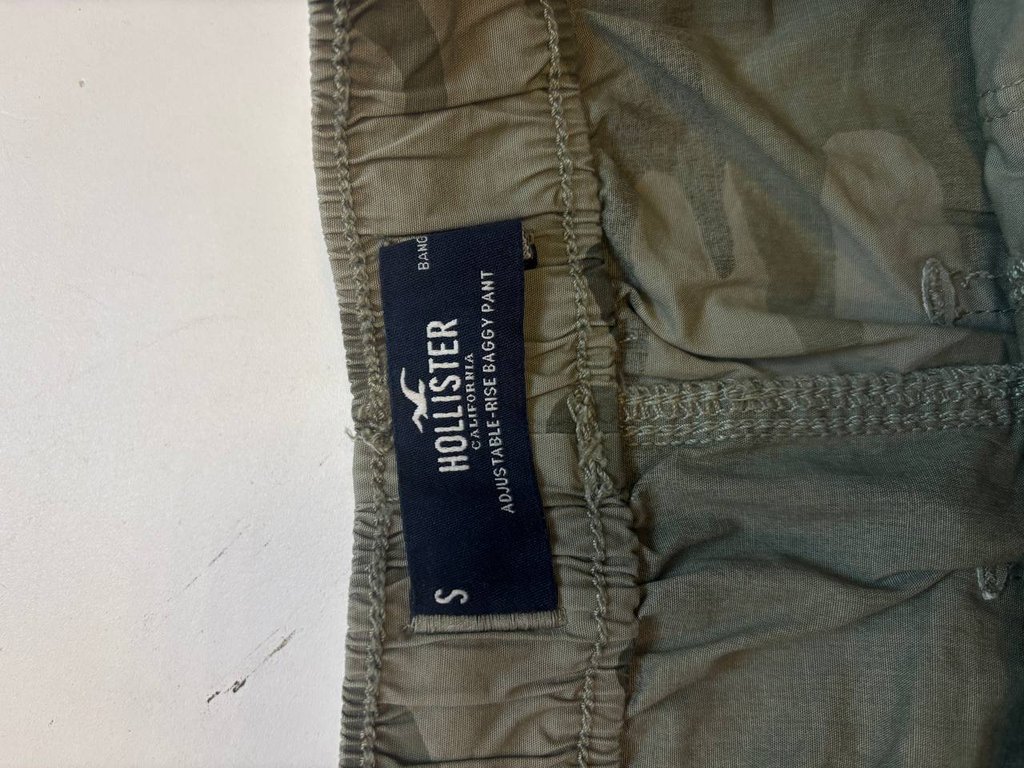 S
HOLLISTER
CALIFORNIA
ADJUSTABLE-RISE BAGGY PANT